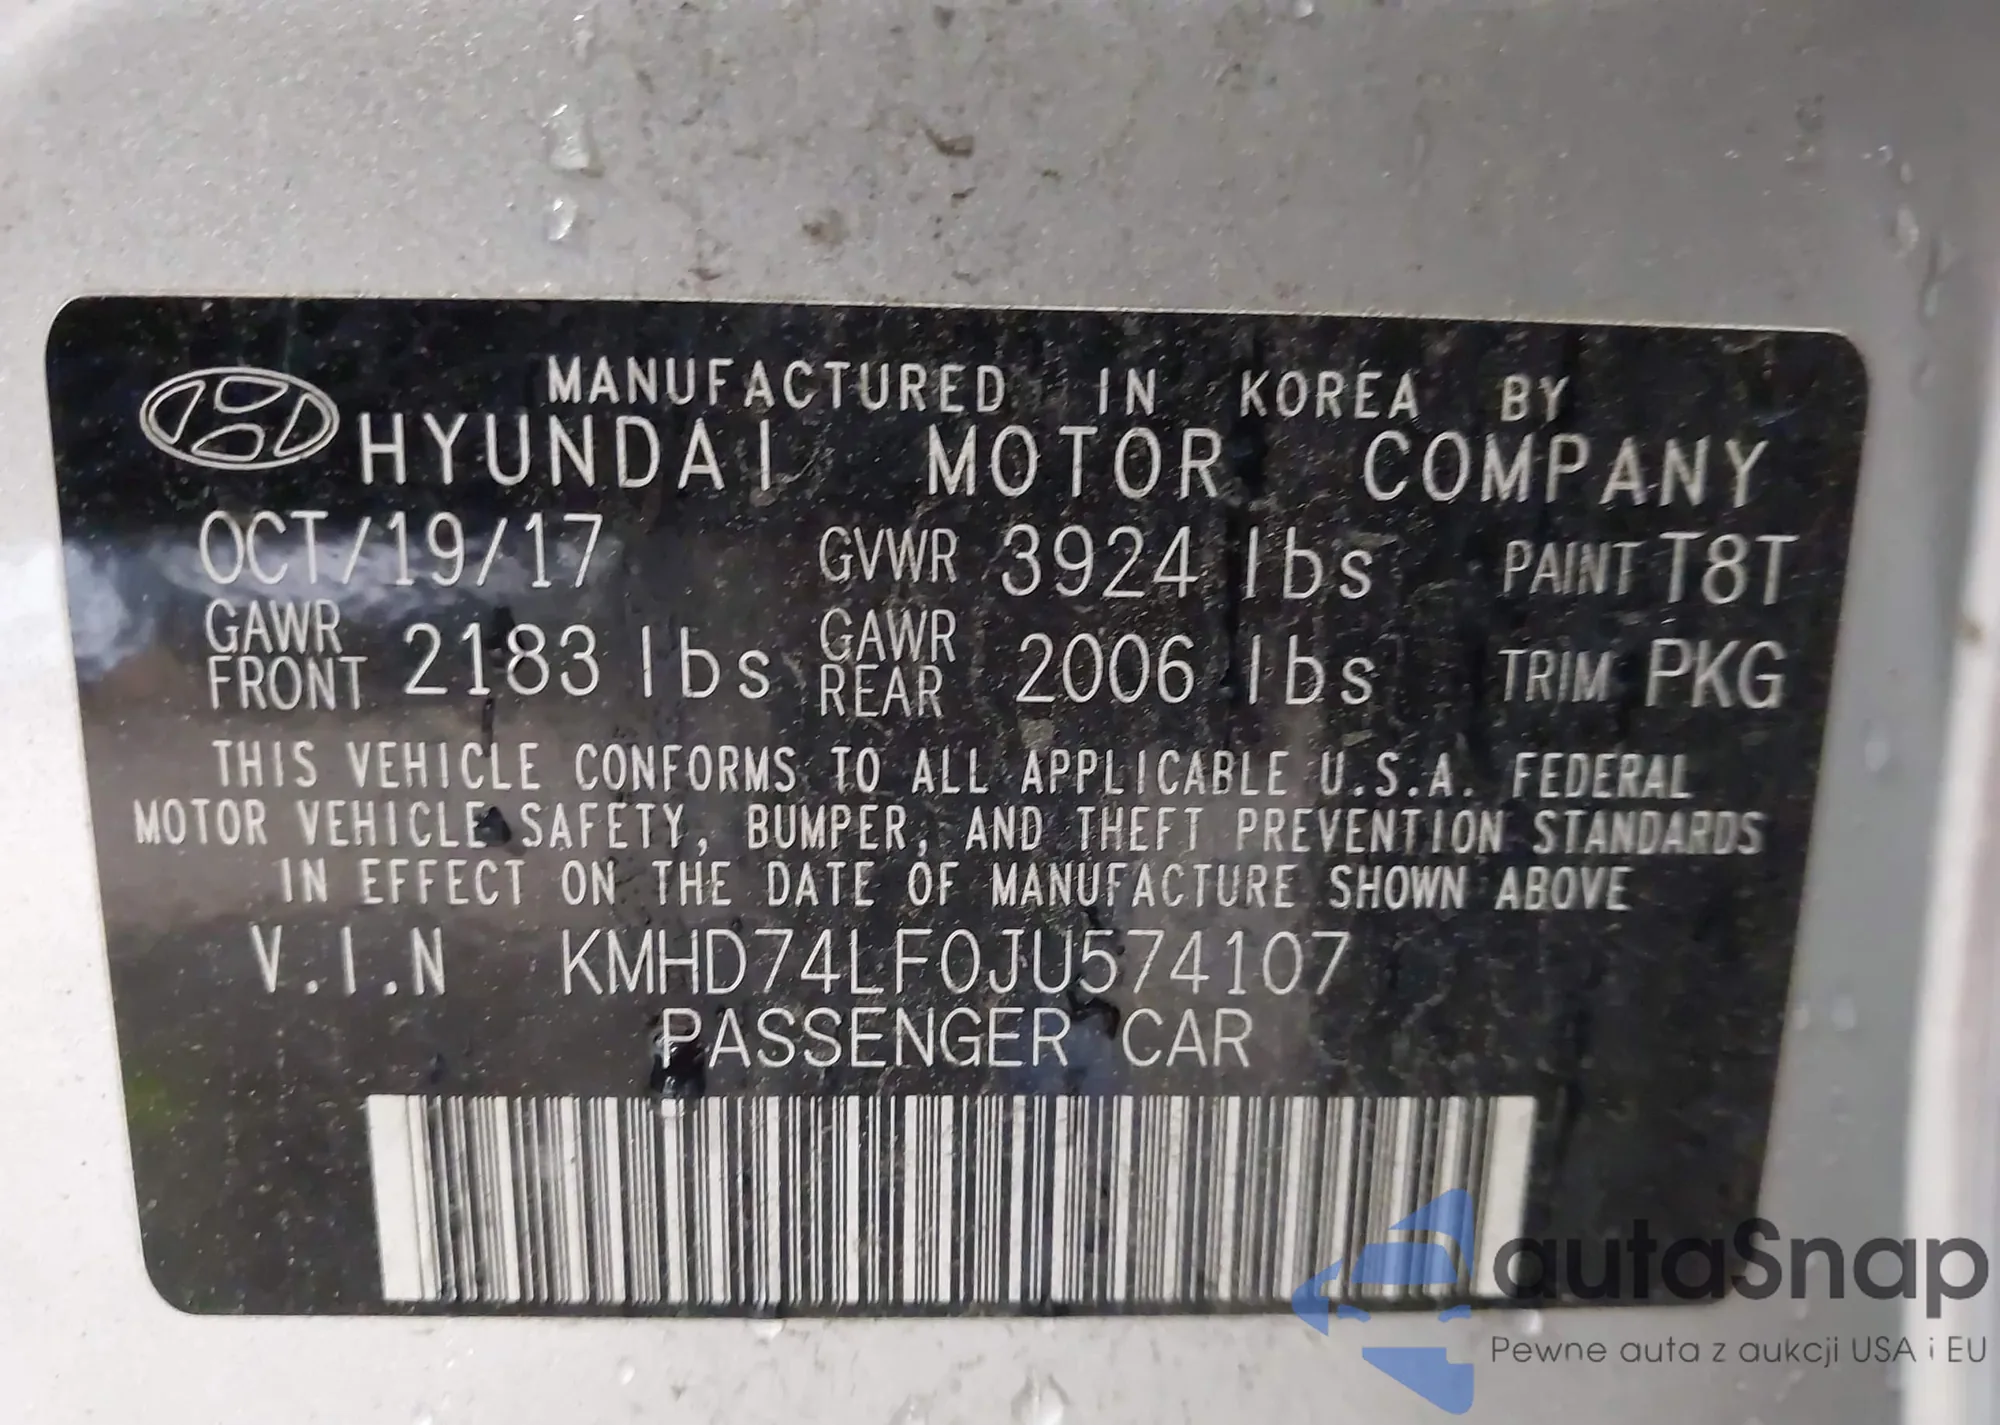 MANUFACTURED IN KOREA BY
HYUNDAI MOTOR COMPANY
OCT/19/17 GVWR 3924 lbs PAINT T8T
GAWR FRONT 2183 lbs GAWR REAR 2006 lbs TRIM PKG
THIS VEHICLE CONFORMS TO ALL APPLICABLE U.S.A. FEDERAL
MOTOR VEHICLE SAFETY, BUMPER, AND THEFT PREVENTION STANDARDS
IN EFFECT ON THE DATE OF MANUFACTURE SHOWN ABOVE
V.I.N KMHD74LF0JU574107
PASSENGER CAR
autaSnap
Pewne auta z aukcji USA i EU